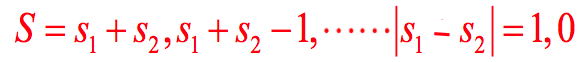 S = s₁ + s₂, s₁ + s₂ − 1, ⋯⋯ |s₁ − s₂| = 1, 0